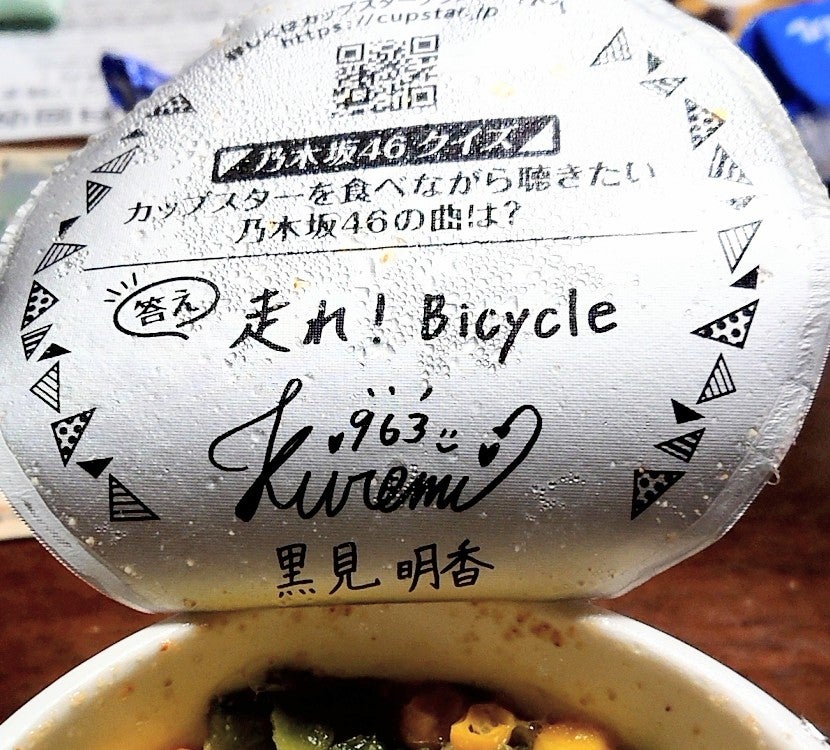 https://cupstar.jp
乃木坂46 クイズ
カップスターを食べながら聴きたい
乃木坂46の曲は?
答え 走れ! Bicycle
963
Kuromi
黒見 明香